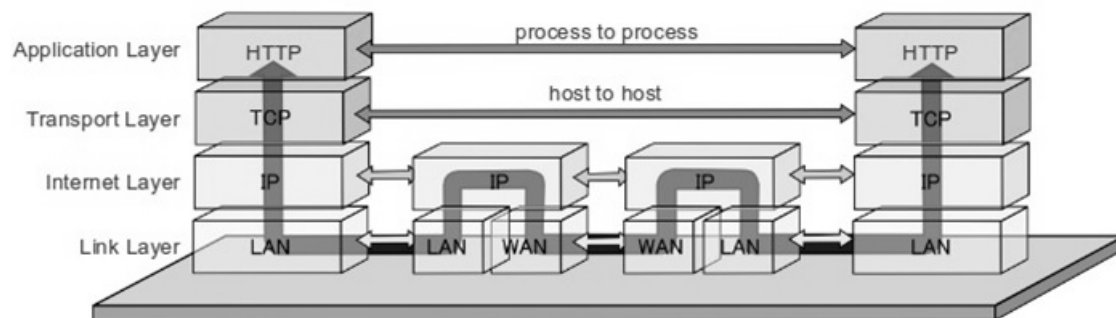 Application Layer HTTP process to process HTTP
Transport Layer TCP host to host TCP
Internet Layer IP IP IP IP
Link Layer LAN LAN WAN WAN LAN LAN